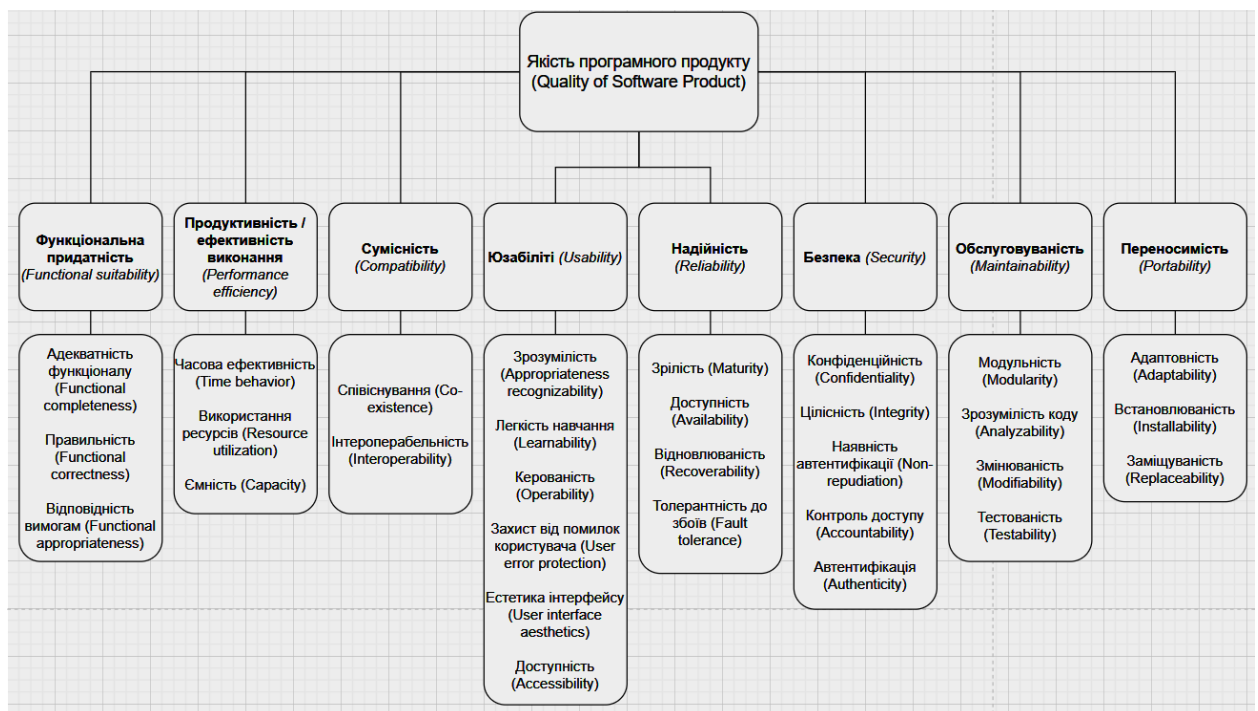 Якість програмного продукту
(Quality of Software Product)
Функціональна
придатність
(Functional suitability)
Продуктивність /
ефективність
виконання
(Performance
efficiency)
Сумісність
(Compatibility)
Юзабіліті (Usability)
Надійність
(Reliability)
Безпека (Security)
Обслуговуваність
(Maintainability)
Переносимість
(Portability)
Адекватність
функціоналу
(Functional
completeness)
Правильність
(Functional
correctness)
Відповідність
вимогам (Functional
appropriateness)
Часова ефективність
(Time behavior)
Використання
ресурсів (Resource
utilization)
Ємність (Capacity)
Співіснування (Co-
existence)
Інтероперабельність
(Interoperability)
Зрозумілість
(Appropriateness
recognizability)
Легкість навчання
(Learnability)
Керованість
(Operability)
Захист від помилок
користувача (User
error protection)
Естетика інтерфейсу
(User interface
aesthetics)
Доступність
(Accessibility)
Зрілість (Maturity)
Доступність
(Availability)
Відновлюваність
(Recoverability)
Толерантність до
збоїв (Fault
tolerance)
Конфіденційність
(Confidentiality)
Цілісність (Integrity)
Наявність
автентифікації (Non-
repudiation)
Контроль доступу
(Accountability)
Автентифікація
(Authenticity)
Модульність
(Modularity)
Зрозумілість коду
(Analyzability)
Змінюваність
(Modifiability)
Тестованість
(Testability)
Адаптовність
(Adaptability)
Встановлюваність
(Installability)
Заміщуваність
(Replaceability)